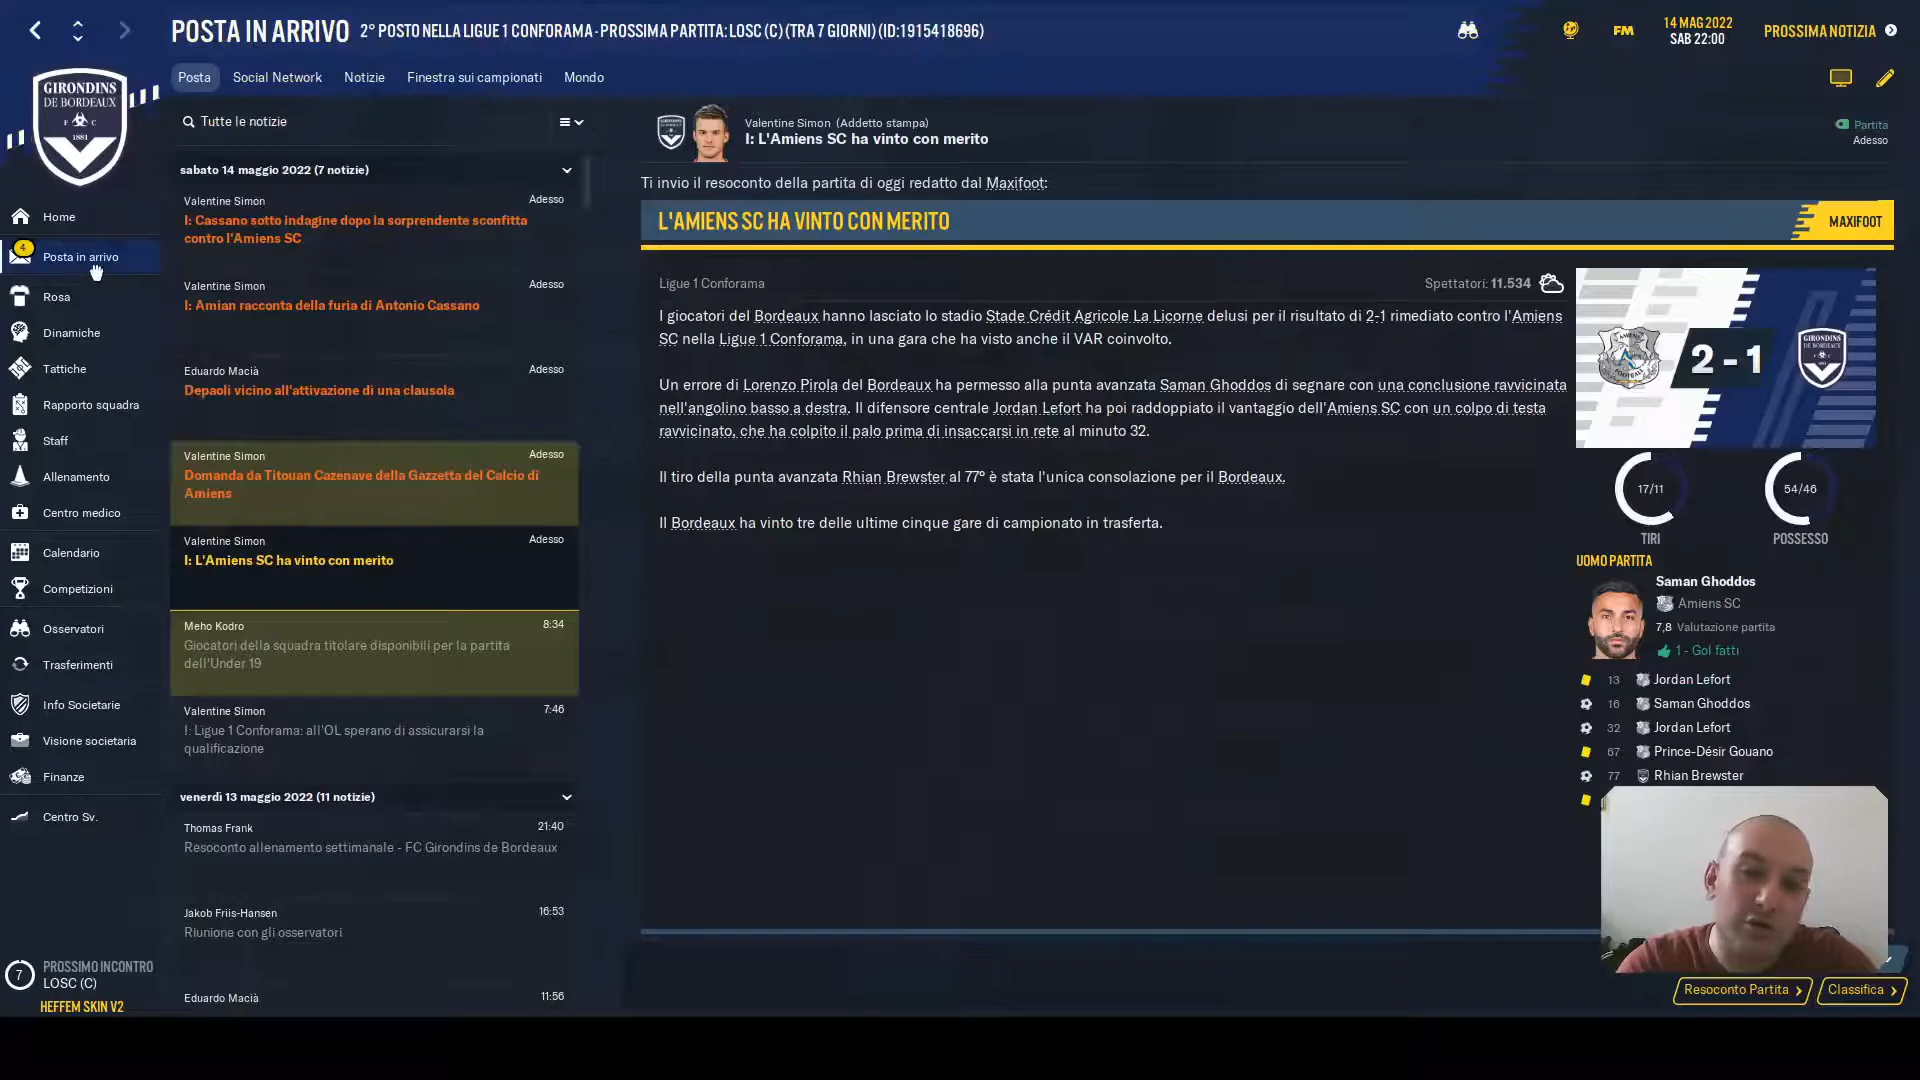 POSTA IN ARRIVO
2° POSTO NELLA LIGUE 1 CONFORAMA - PROSSIMA PARTITA: LOSC (C) (TRA 7 GIORNI) (ID:1915418696)
FM
14 MAG 2022
SAB 22:00
PROSSIMA NOTIZIA
Posta
Social Network
Notizie
Finestra sui campionati
Mondo
GIRONDINS
DE BORDEAUX
F C
1881
Home
4
Posta in arrivo
Rosa
Dinamiche
Tattiche
Rapporto squadra
Staff
Allenamento
Centro medico
Calendario
Competizioni
Osservatori
Trasferimenti
Info Societarie
Visione societaria
Finanze
Centro Sv.
7
PROSSIMO INCONTRO
LOSC (C)
HEFFEM SKIN V2
Tutte le notizie
sabato 14 maggio 2022 (7 notizie)
Valentine Simon
Adesso
I: Cassano sotto indagine dopo la sorprendente sconfitta
contro l'Amiens SC
Valentine Simon
Adesso
I: Amian racconta della furia di Antonio Cassano
Eduardo Macià
Adesso
Depaoli vicino all'attivazione di una clausola
Valentine Simon
Adesso
Domanda da Titouan Cazenave della Gazzetta del Calcio di
Amiens
Valentine Simon
Adesso
I: L'Amiens SC ha vinto con merito
Meho Kodro
8:34
Giocatori della squadra titolare disponibili per la partita
dell'Under 19
Valentine Simon
7:46
I: Ligue 1 Conforama: all'OL sperano di assicurarsi la
qualificazione
venerdì 13 maggio 2022 (11 notizie)
Thomas Frank
21:40
Resoconto allenamento settimanale - FC Girondins de Bordeaux
Jakob Friis-Hansen
16:53
Riunione con gli osservatori
Eduardo Macià
11:56
Valentine Simon (Addetto stampa)
I: L'Amiens SC ha vinto con merito
Partita
Adesso
Ti invio il resoconto della partita di oggi redatto dal Maxifoot:
L'AMIENS SC HA VINTO CON MERITO
MAXIFOOT
Ligue 1 Conforama
Spettatori: 11.534
I giocatori del Bordeaux hanno lasciato lo stadio Stade Crédit Agricole La Licorne delusi per il risultato di 2-1 rimediato contro l'Amiens
SC nella Ligue 1 Conforama, in una gara che ha visto anche il VAR coinvolto.
Un errore di Lorenzo Pirola del Bordeaux ha permesso alla punta avanzata Saman Ghoddos di segnare con una conclusione ravvicinata
nell'angolino basso a destra. Il difensore centrale Jordan Lefort ha poi raddoppiato il vantaggio dell'Amiens SC con un colpo di testa
ravvicinato, che ha colpito il palo prima di insaccarsi in rete al minuto 32.
Il tiro della punta avanzata Rhian Brewster al 77° è stata l'unica consolazione per il Bordeaux.
Il Bordeaux ha vinto tre delle ultime cinque gare di campionato in trasferta.
2 - 1
17/11
TIRI
54/46
POSSESSO
UOMO PARTITA
Saman Ghoddos
Amiens SC
7,8 Valutazione partita
1 - Gol fatti
13 Jordan Lefort
16 Saman Ghoddos
32 Jordan Lefort
67 Prince-Désir Gouano
77 Rhian Brewster
Resoconto Partita
Classifica